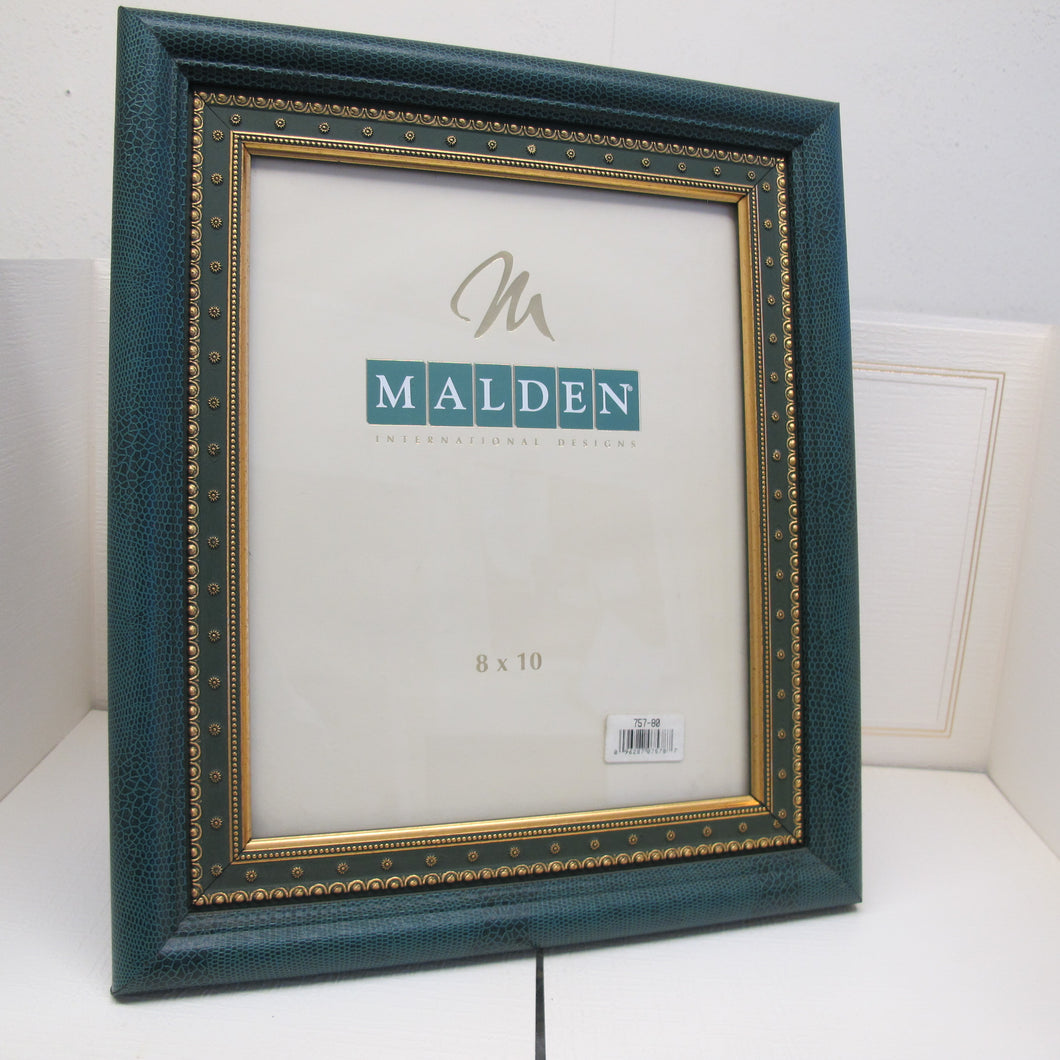 M
MALDEN®
INTERNATIONAL DESIGNS
8 x 10
757-80